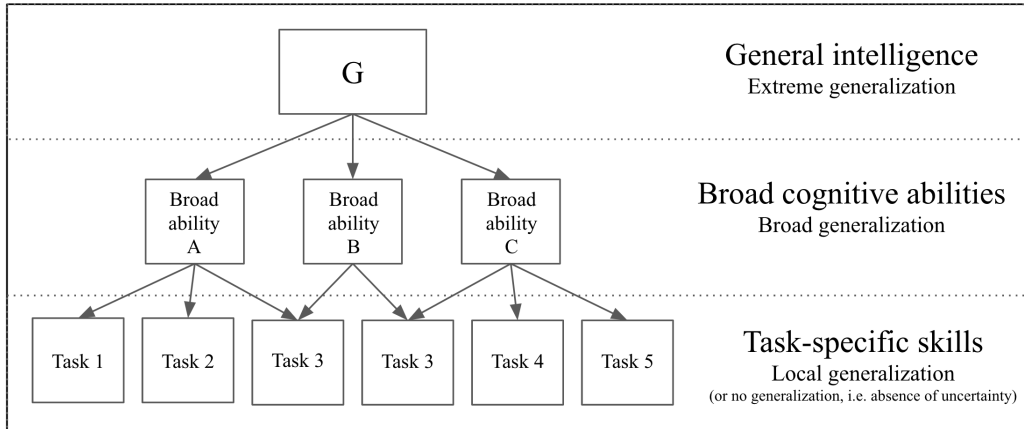 G
General intelligence
Extreme generalization
Broad
ability
A
Broad
ability
B
Broad
ability
C
Broad cognitive abilities
Broad generalization
Task 1
Task 2
Task 3
Task 3
Task 4
Task 5
Task-specific skills
Local generalization
(or no generalization, i.e. absence of uncertainty)